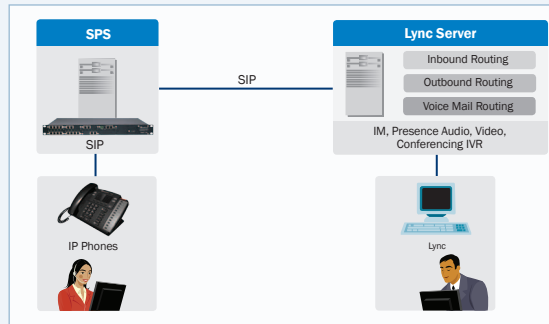 SPS
SIP
IP Phones
SIP
Lync Server
Inbound Routing
Outbound Routing
Voice Mail Routing
IM, Presence Audio, Video,
Conferencing IVR
Lync